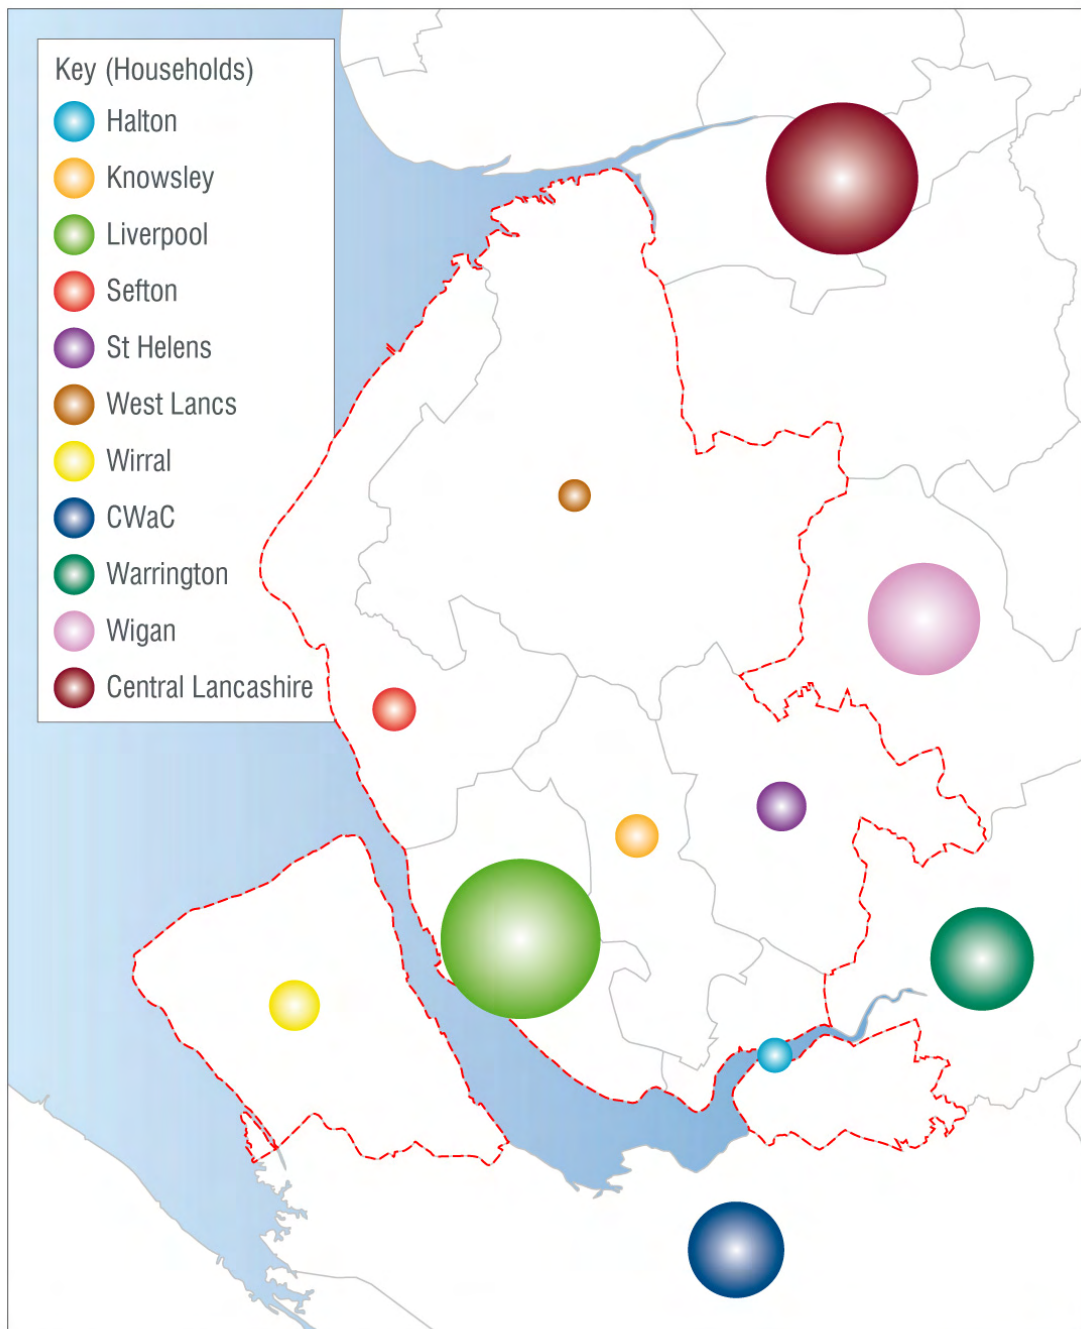 Key (Households)
Halton
Knowsley
Liverpool
Sefton
St Helens
West Lancs
Wirral
CWaC
Warrington
Wigan
Central Lancashire